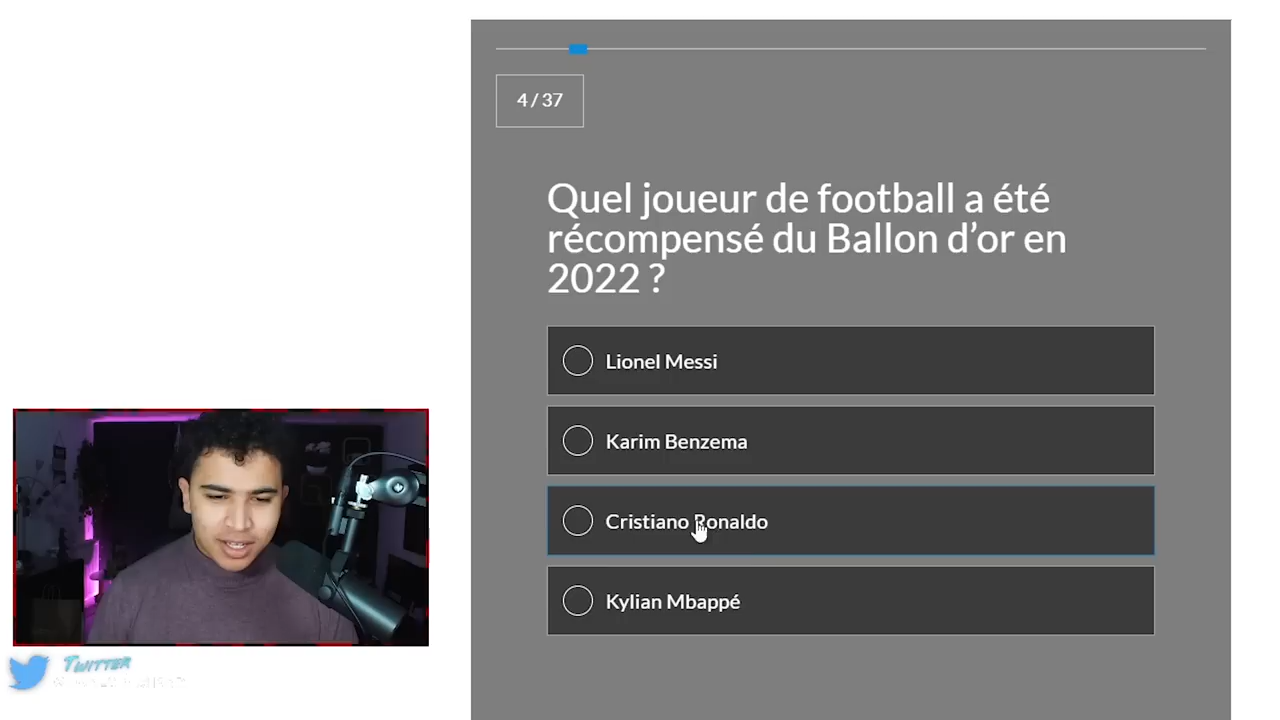 4 / 37
Quel joueur de football a été
récompensé du Ballon d’or en
2022 ?
Lionel Messi
Karim Benzema
Cristiano Ronaldo
Kylian Mbappé
Twitter